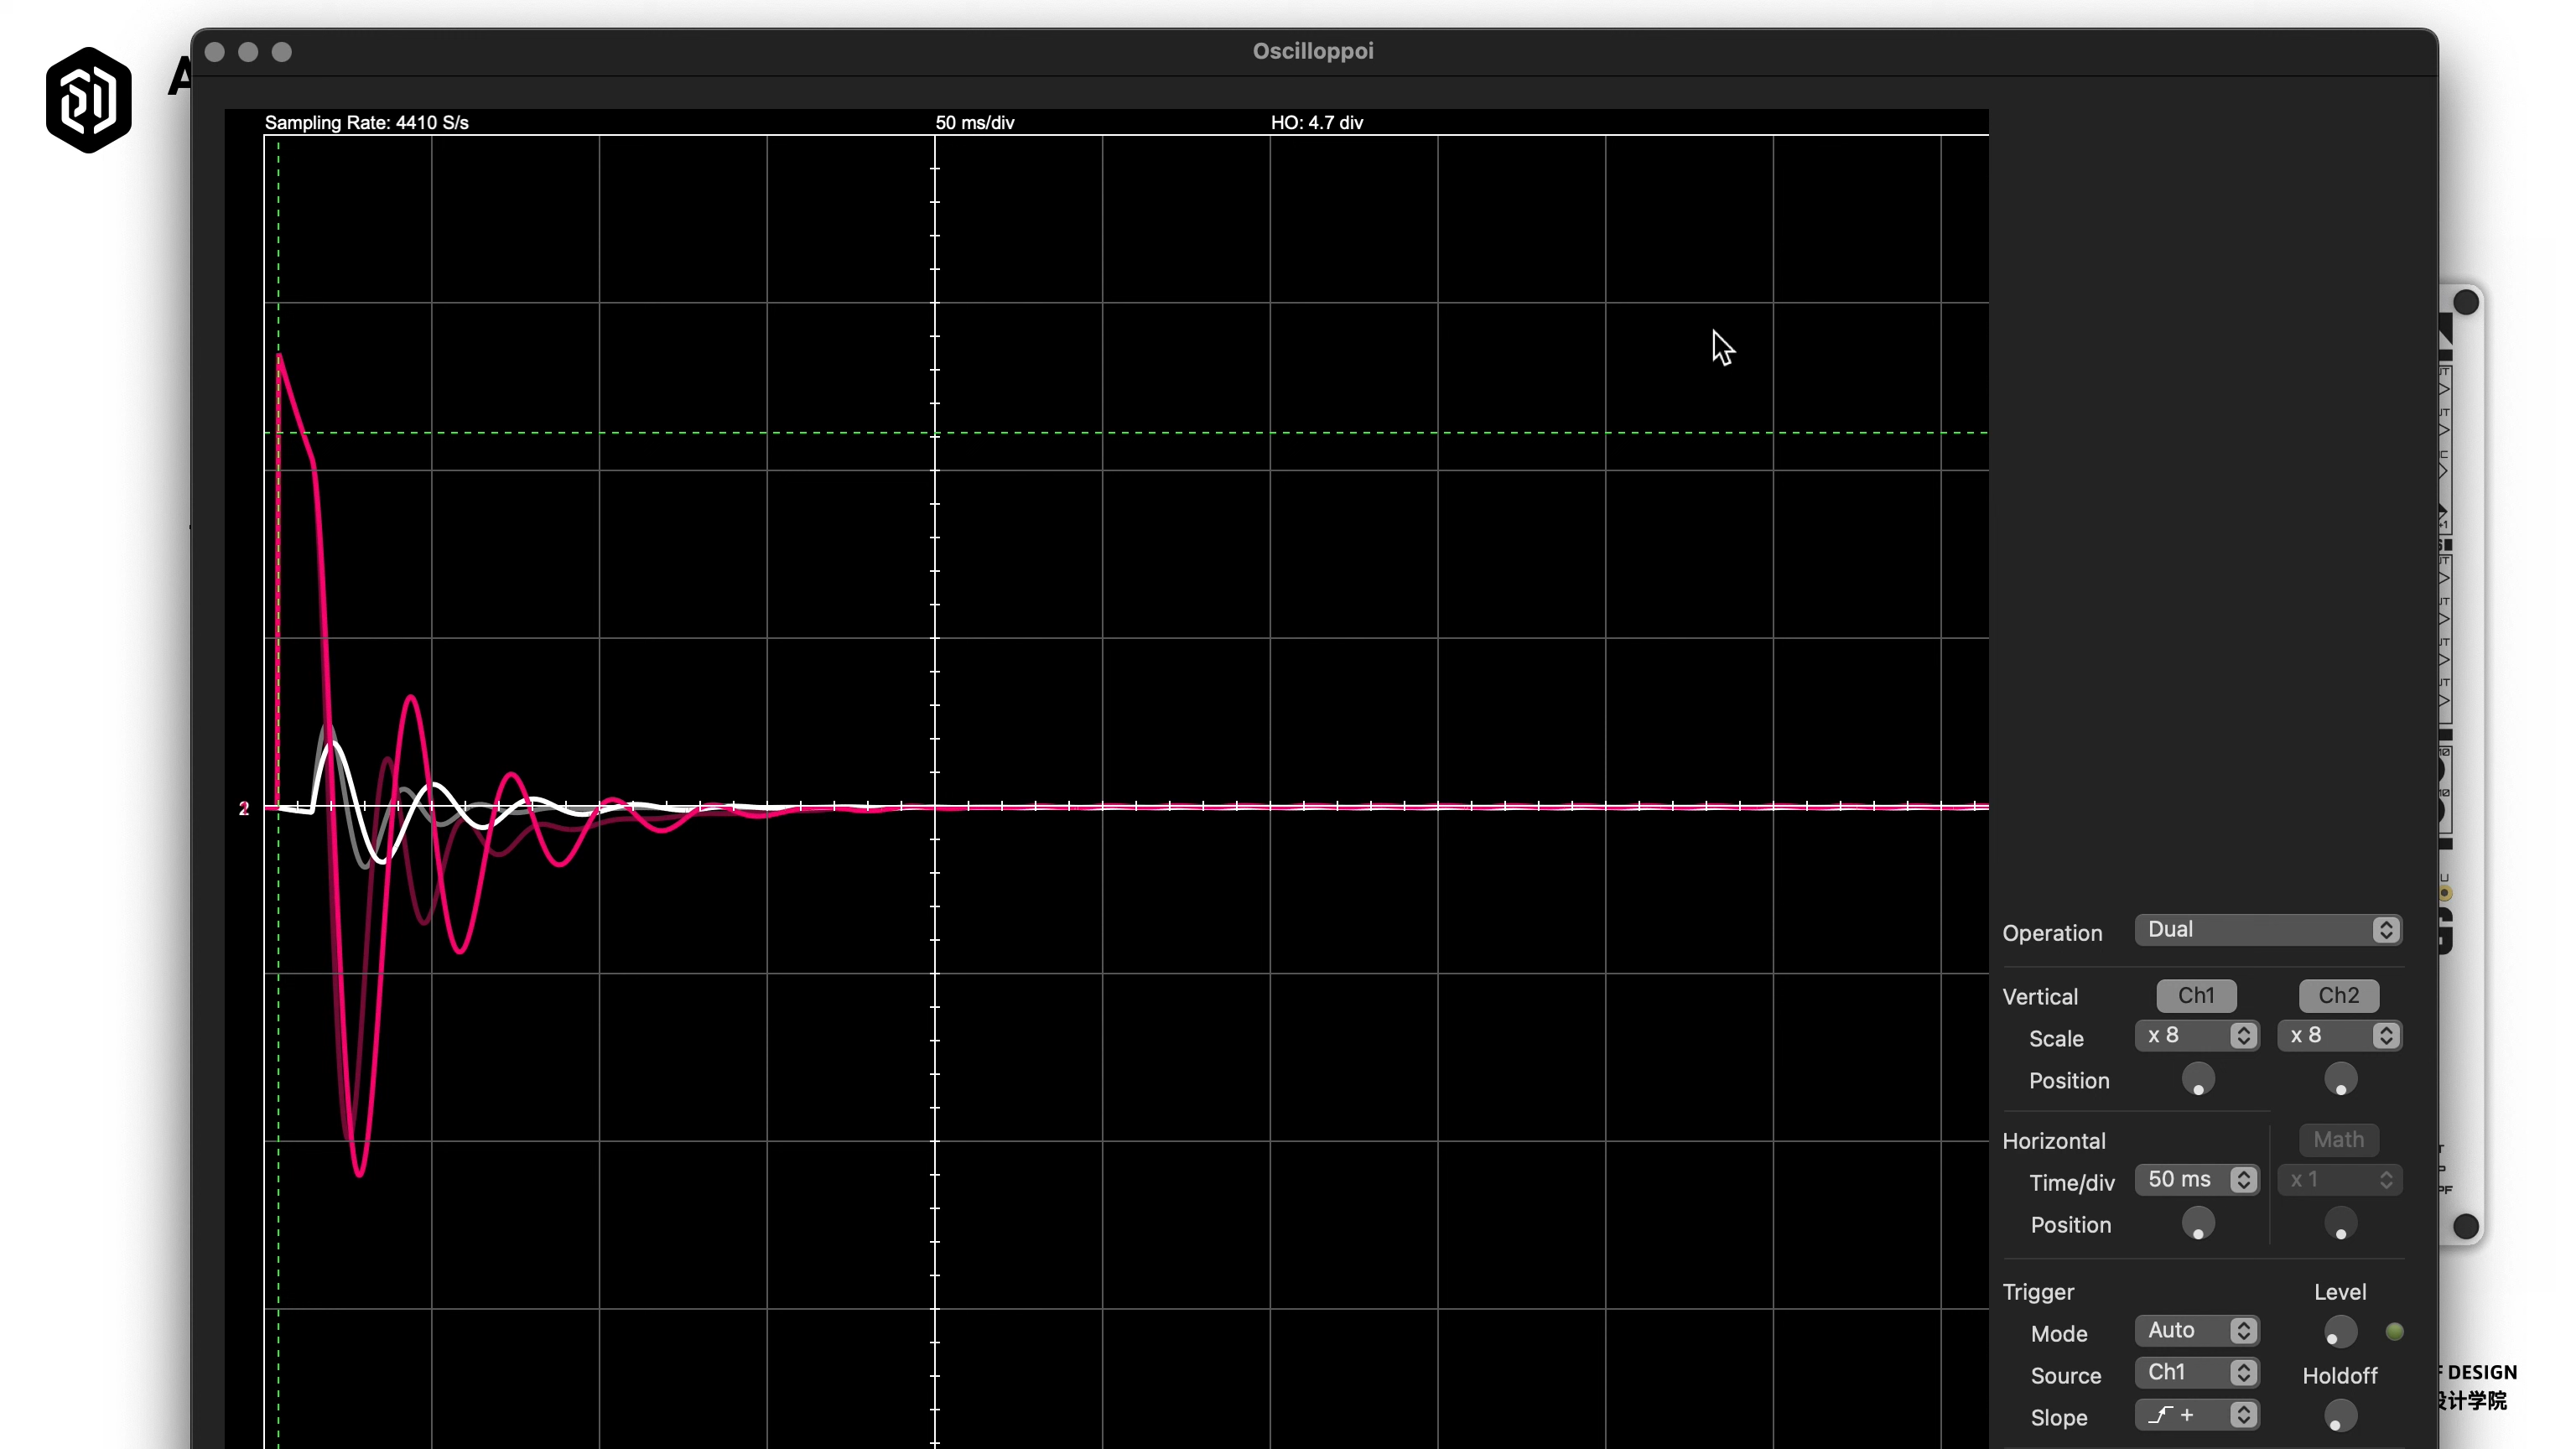 Oscilloppoi
Sampling Rate: 4410 S/s
50 ms/div
HO: 4.7 div
2
Operation
Dual
Vertical
Ch1
Ch2
Scale
x 8
x 8
Position
Horizontal
Math
Time/div
50 ms
x 1
Position
Trigger
Level
Mode
Auto
Source
Ch1
Holdoff
Slope
+
DESIGN
计学院